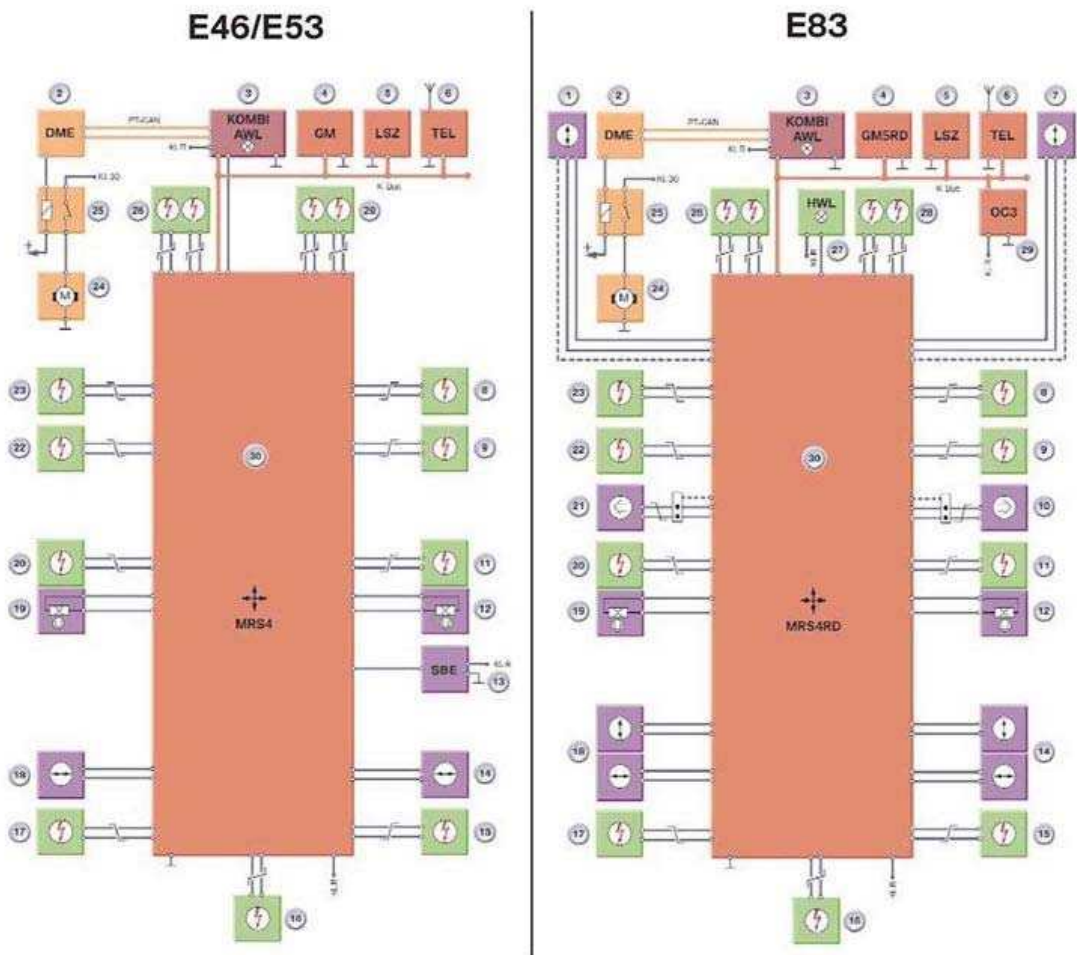 E46/E53
E83
2
3
4
5
6
DME
PT-CAN
KOMBI
AWL
GM
LSZ
TEL
KL.30
K-Bus
25
26
24
M
23
8
22
9
30
20
11
19
12
MRS4
SBE
13
18
14
17
15
16
1
2
3
4
5
6
7
DME
PT-CAN
KOMBI
AWL
GM5RD
LSZ
TEL
KL.30
K-Bus
25
HWL
28
OC3
27
29
24
M
23
8
22
9
30
21
10
20
11
19
12
MRS4RD
14
17
15
16